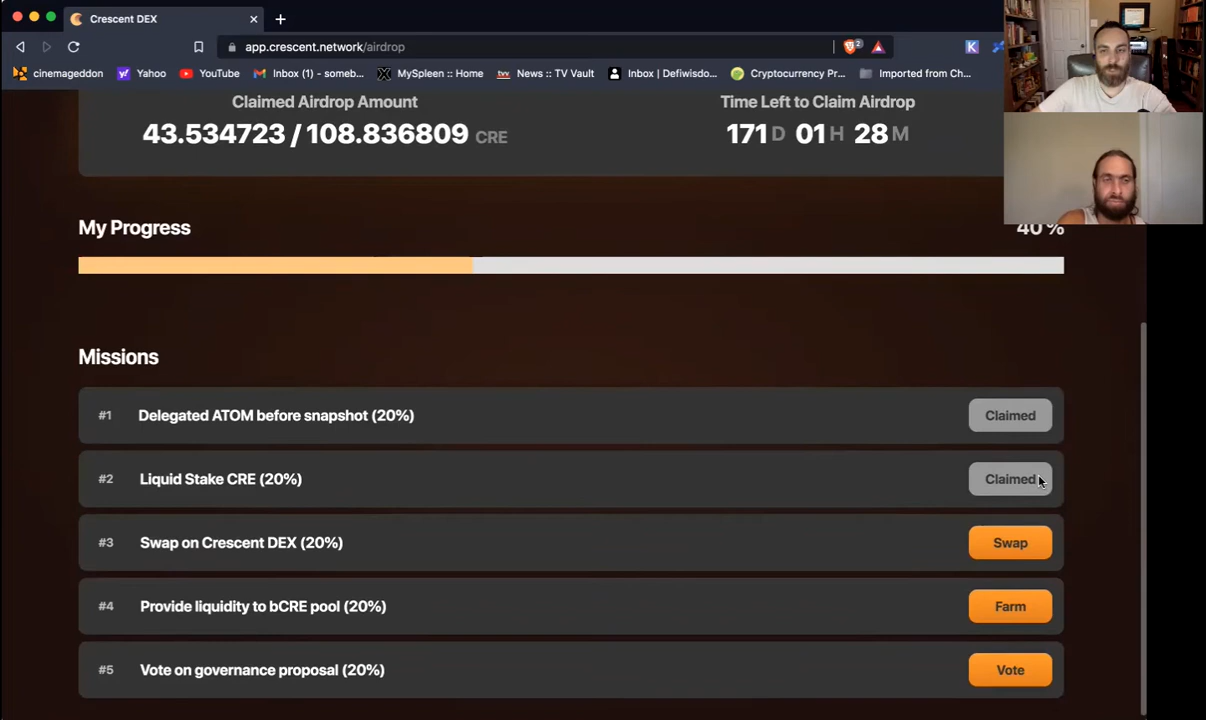 Crescent DEX
app.crescent.network/airdrop
2
K
cinemageddon
Yahoo
YouTube
Inbox (1) - someb...
MySpleen :: Home
tvv
News :: TV Vault
Inbox | Defiwisdo...
Cryptocurrency Pr...
Imported from Ch...
Claimed Airdrop Amount
Time Left to Claim Airdrop
43.534723 / 108.836809 CRE
171 D 01 H 28 M
My Progress
40%
Missions
#1 Delegated ATOM before snapshot (20%) Claimed
#2 Liquid Stake CRE (20%) Claimed
#3 Swap on Crescent DEX (20%) Swap
#4 Provide liquidity to bCRE pool (20%) Farm
#5 Vote on governance proposal (20%) Vote